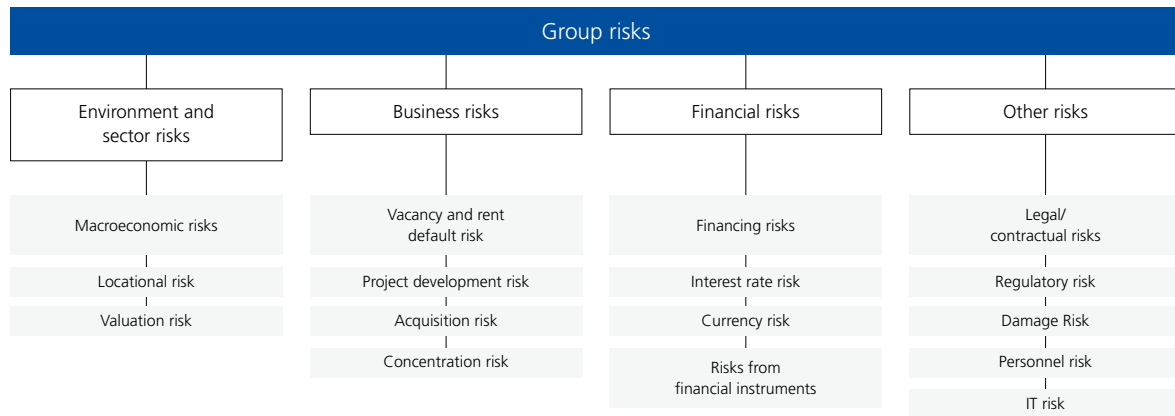 Group risks
Environment and
sector risks
Macroeconomic risks
Locational risk
Valuation risk
Business risks
Vacancy and rent
default risk
Project development risk
Acquisition risk
Concentration risk
Financial risks
Financing risks
Interest rate risk
Currency risk
Risks from
financial instruments
Other risks
Legal/
contractual risks
Regulatory risk
Damage Risk
Personnel risk
IT risk